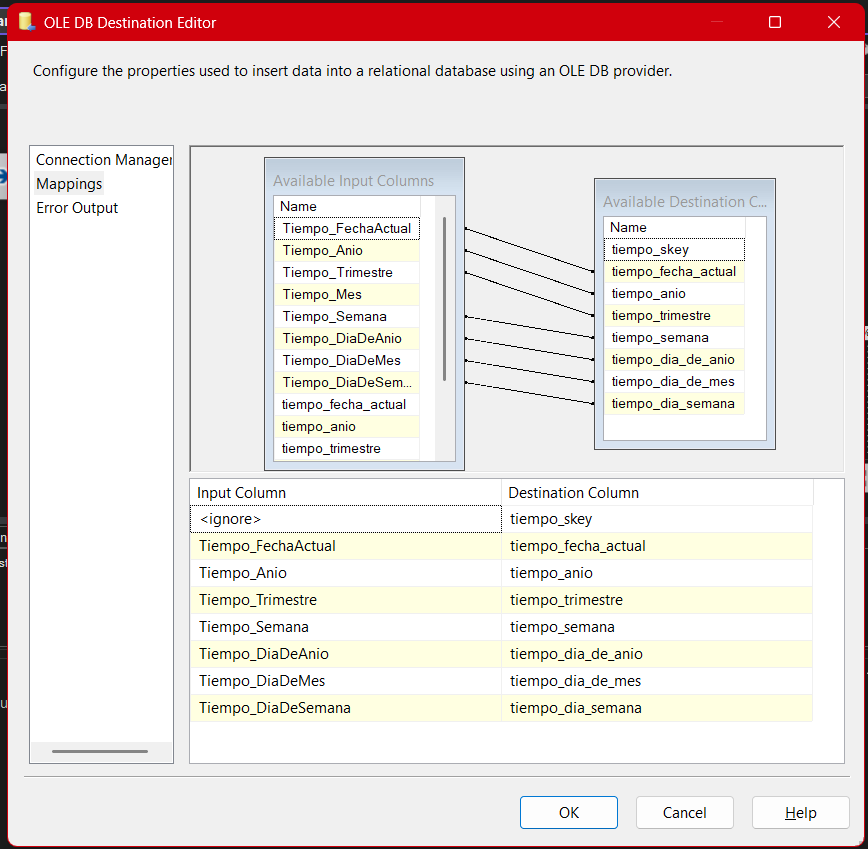 OLE DB Destination Editor
Configure the properties used to insert data into a relational database using an OLE DB provider.
Connection Manager
Mappings
Error Output
Available Input Columns
Name
Tiempo_FechaActual
Tiempo_Anio
Tiempo_Trimestre
Tiempo_Mes
Tiempo_Semana
Tiempo_DiaDeAnio
Tiempo_DiaDeMes
Tiempo_DiaDeSem...
tiempo_fecha_actual
tiempo_anio
tiempo_trimestre
Available Destination C...
Name
tiempo_skey
tiempo_fecha_actual
tiempo_anio
tiempo_trimestre
tiempo_semana
tiempo_dia_de_anio
tiempo_dia_de_mes
tiempo_dia_semana
Input Column Destination Column
<ignore> tiempo_skey
Tiempo_FechaActual tiempo_fecha_actual
Tiempo_Anio tiempo_anio
Tiempo_Trimestre tiempo_trimestre
Tiempo_Semana tiempo_semana
Tiempo_DiaDeAnio tiempo_dia_de_anio
Tiempo_DiaDeMes tiempo_dia_de_mes
Tiempo_DiaDeSemana tiempo_dia_semana
OK Cancel Help